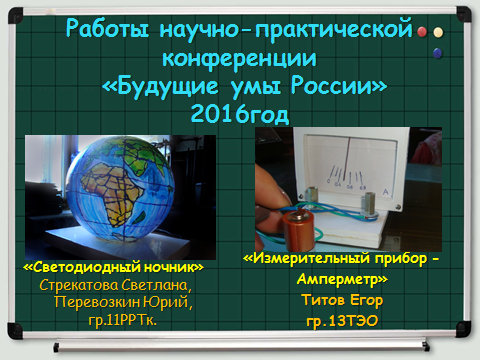 Работы научно-практической
конференции
«Будущие умы России»
2016год
«Светодиодный ночник»
Стрекатова Светлана,
Перевозкин Юрий,
гр.11РРТк.
«Измерительный прибор –
Амперметр»
Титов Егор
гр.13ТЭО
0
A